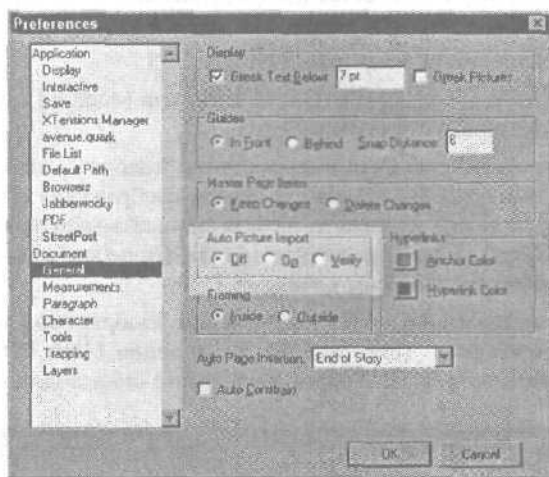 Preferences
Application
Display
Interactive
Save
XTensions Manager
avenue.quark
File List
Default Path
Browsers
Jabberwocky
PDF
StreetPost
Document
General
Measurements
Paragraph
Character
Tools
Trapping
Layers
Display
Greek Text Below: 7 pt
Greek Pictures
Guides
In Front
Behind
Snap Distance: 6
Master Page Items
Keep Changes
Delete Changes
Auto Picture Import
Off
On
Verify
Hyperlinks
Anchor Color
Hyperlink Color
Framing
Inside
Outside
Auto Page Insertion: End of Story
Auto Constrain
OK
Cancel